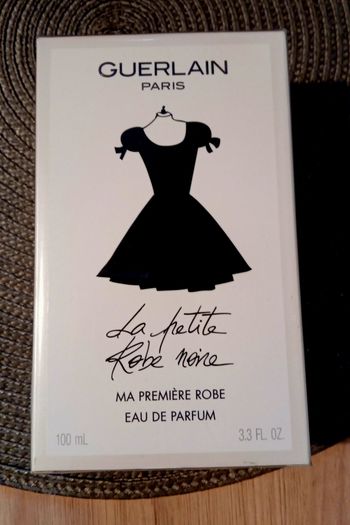 GUERLAIN
PARIS
La petite
Robe noire
MA PREMIÈRE ROBE
EAU DE PARFUM
100 mL 3.3 FL. OZ.